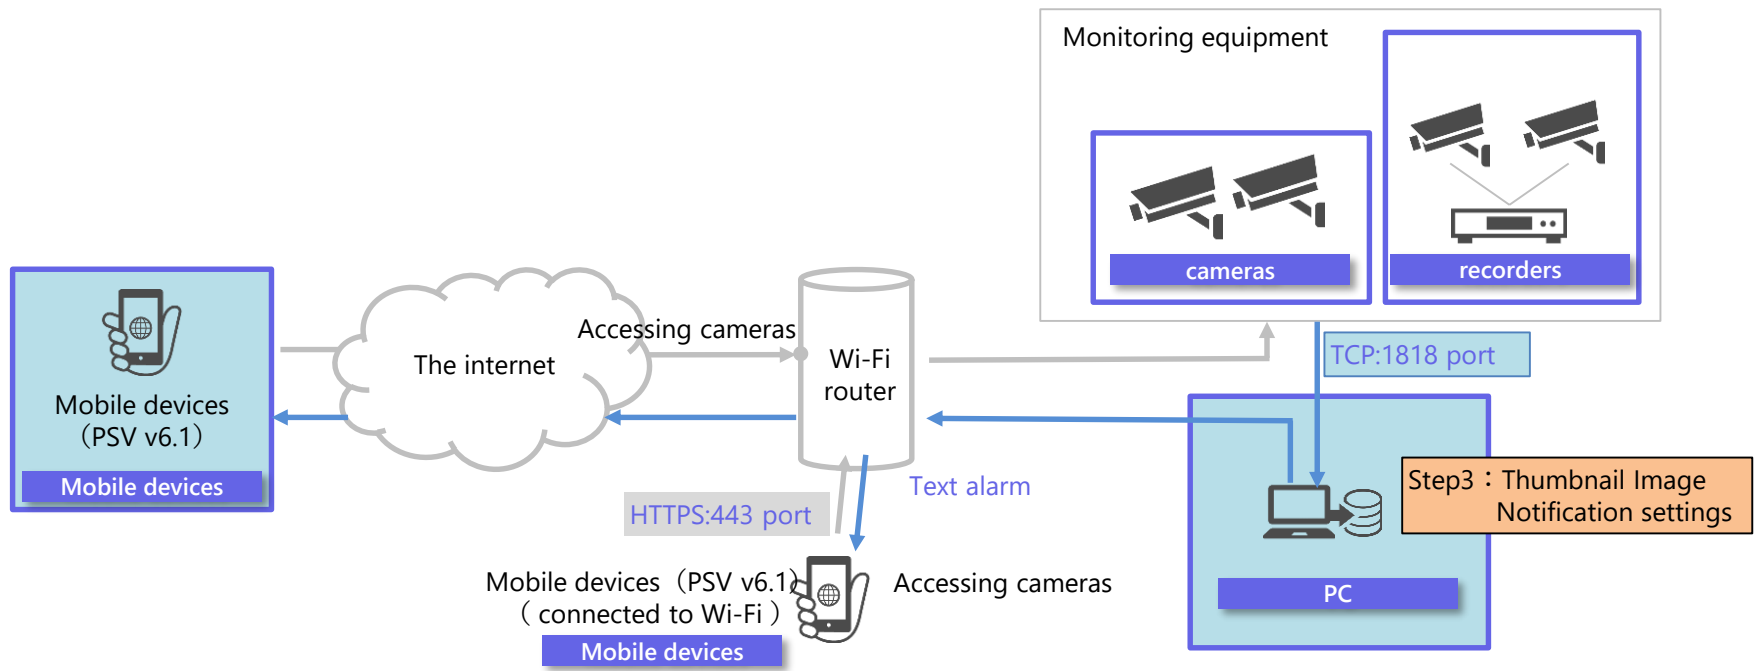 Monitoring equipment
cameras
recorders
Mobile devices
（PSV v6.1）
Mobile devices
The internet
Accessing cameras
Wi-Fi
router
TCP:1818 port
Text alarm
HTTPS:443 port
Step3：Thumbnail Image
Notification settings
PC
Mobile devices（PSV v6.1）
（ connected to Wi-Fi ）
Mobile devices
Accessing cameras